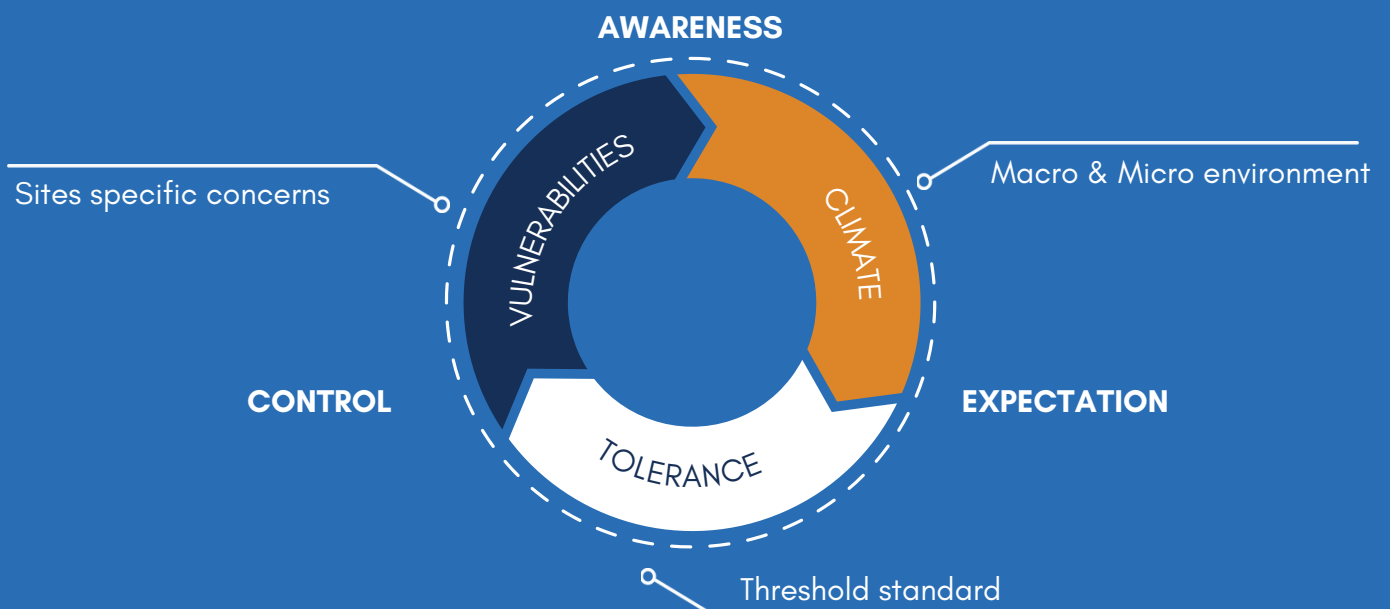 AWARENESS
VULNERABILITIES
CLIMATE
Sites specific concerns
Macro & Micro environment
CONTROL
EXPECTATION
TOLERANCE
Threshold standard